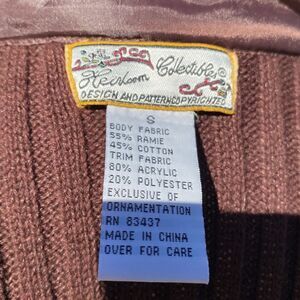 Heirloom Collectibles
DESIGN AND PATTERN COPYRIGHTED
S
BODY FABRIC
55% RAMIE
45% COTTON
TRIM FABRIC
80% ACRYLIC
20% POLYESTER
EXCLUSIVE OF
ORNAMENTATION
RN 83437
MADE IN CHINA
OVER FOR CARE